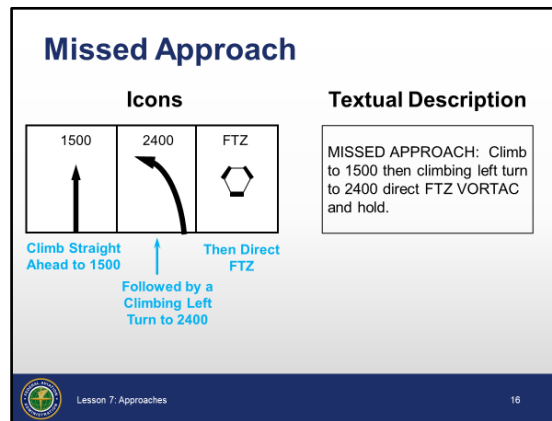 Missed Approach
Icons
Textual Description
1500
2400
FTZ
Climb Straight
Ahead to 1500
Followed by a
Climbing Left
Turn to 2400
Then Direct
FTZ
MISSED APPROACH: Climb
to 1500 then climbing left turn
to 2400 direct FTZ VORTAC
and hold.
Lesson 7: Approaches
16